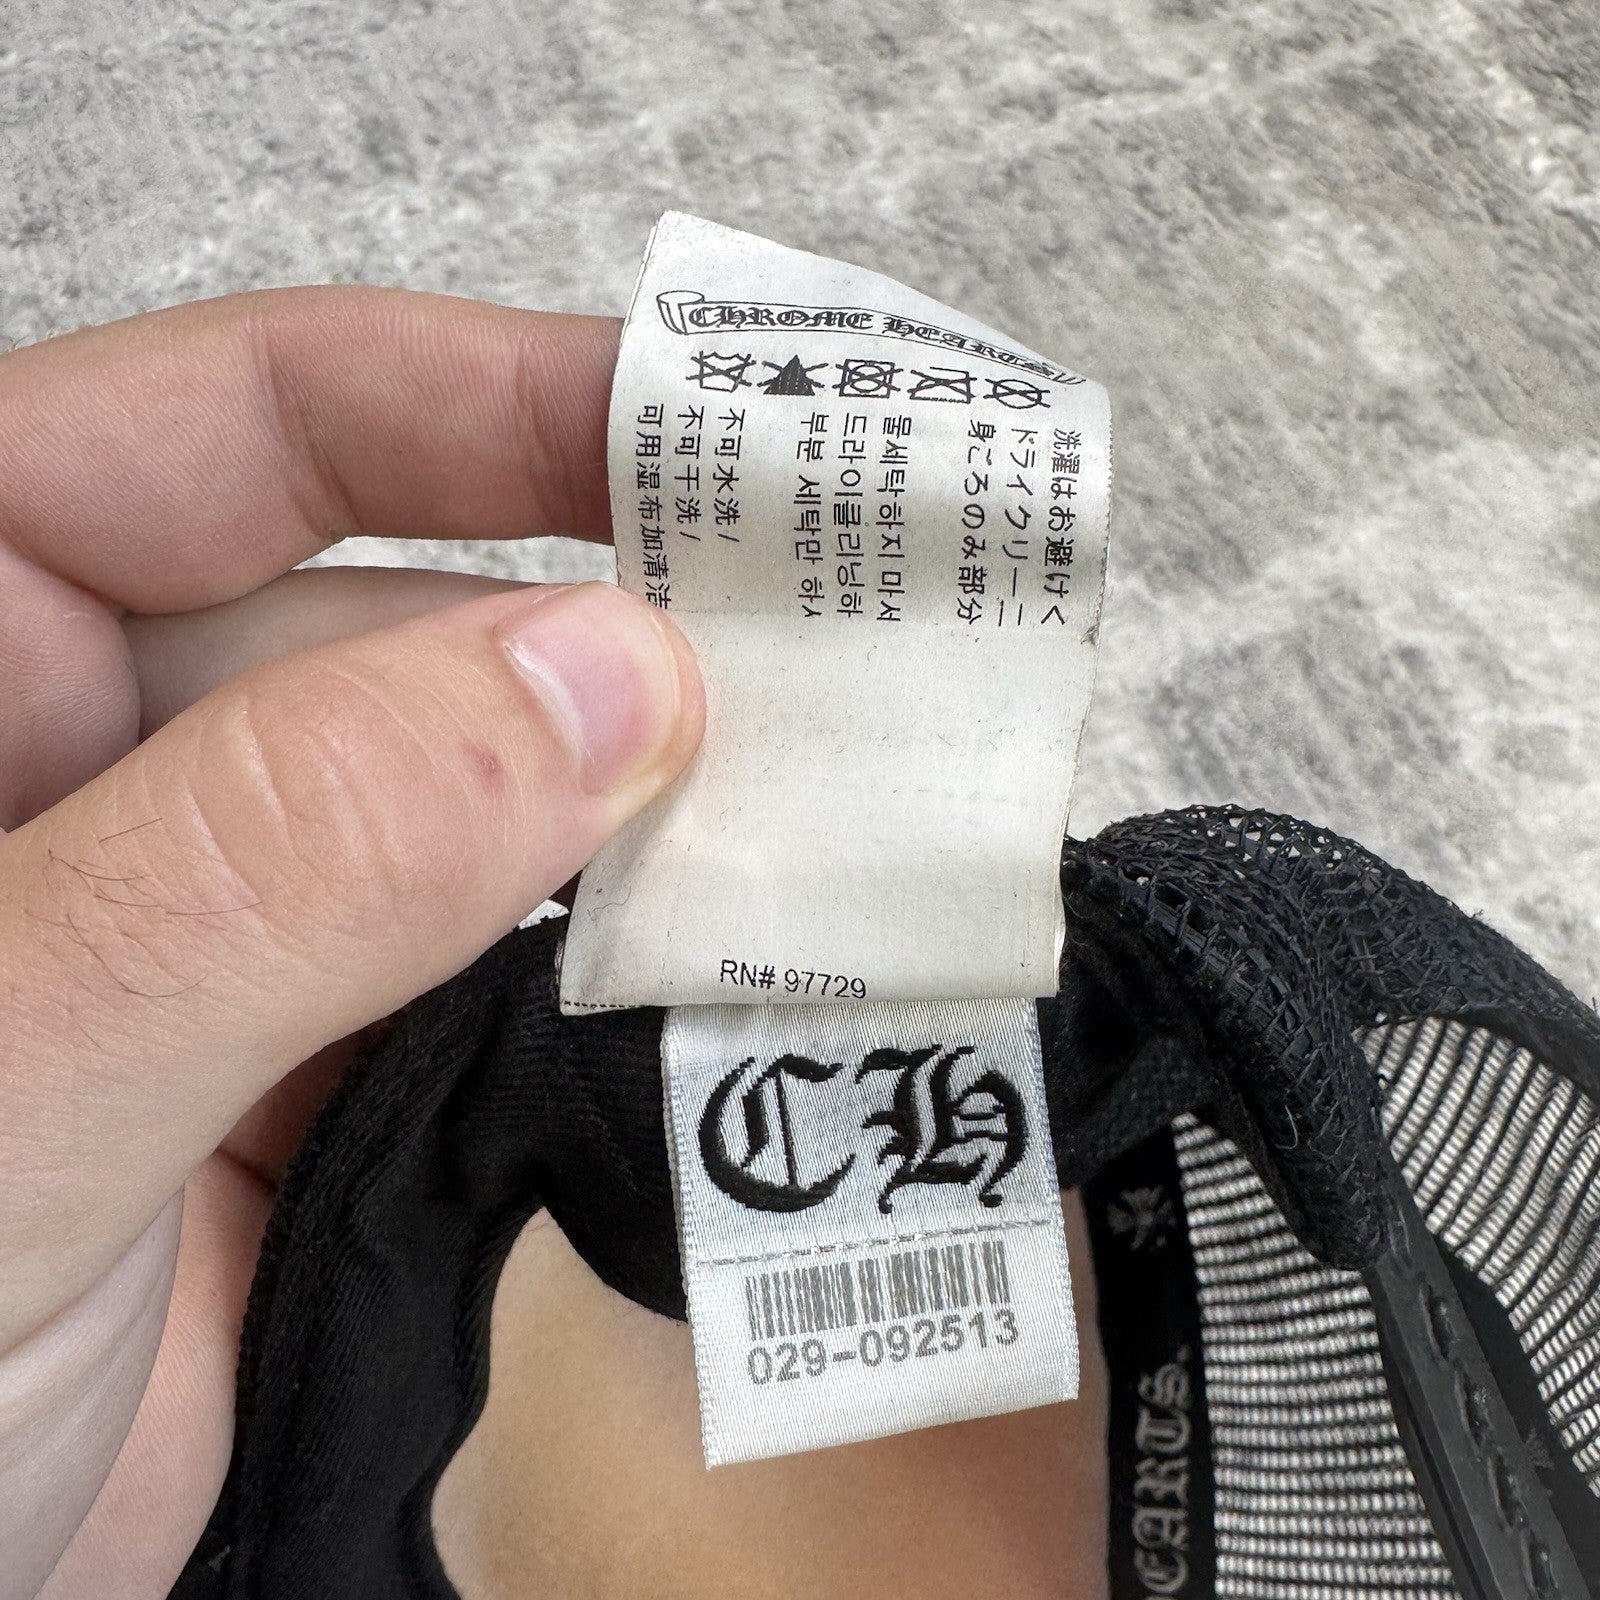 CHROME HEARTS
洗濯はお避けく
ドライクリーニ
身ごろのみ部分
물세탁하지 마서
드라이클리닝하
부분 세탁만 하
不可水洗 /
不可干洗 /
可用湿布加清洁
RN# 97729
CH
029-092513
HEARTS.